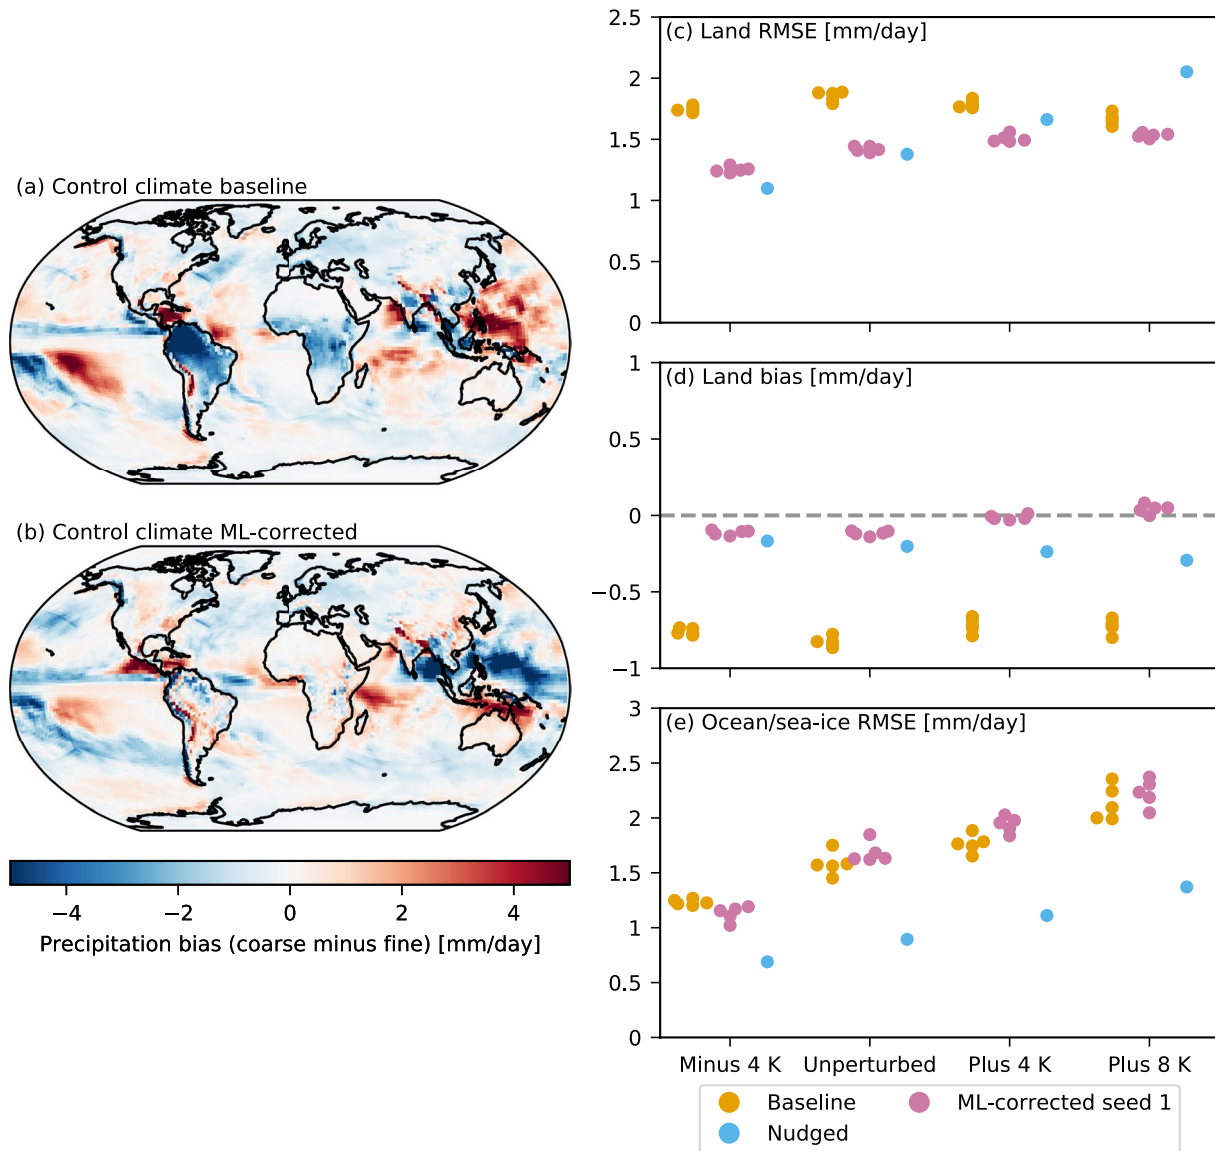 (a) Control climate baseline
(b) Control climate ML-corrected
−4 −2 0 2 4
Precipitation bias (coarse minus fine) [mm/day]
(c) Land RMSE [mm/day]
2.5
2
1.5
1
0.5
0
(d) Land bias [mm/day]
1
0.5
0
−0.5
−1
(e) Ocean/sea-ice RMSE [mm/day]
3
2.5
2
1.5
1
0.5
0
Minus 4 K Unperturbed Plus 4 K Plus 8 K
Baseline ML-corrected seed 1
Nudged